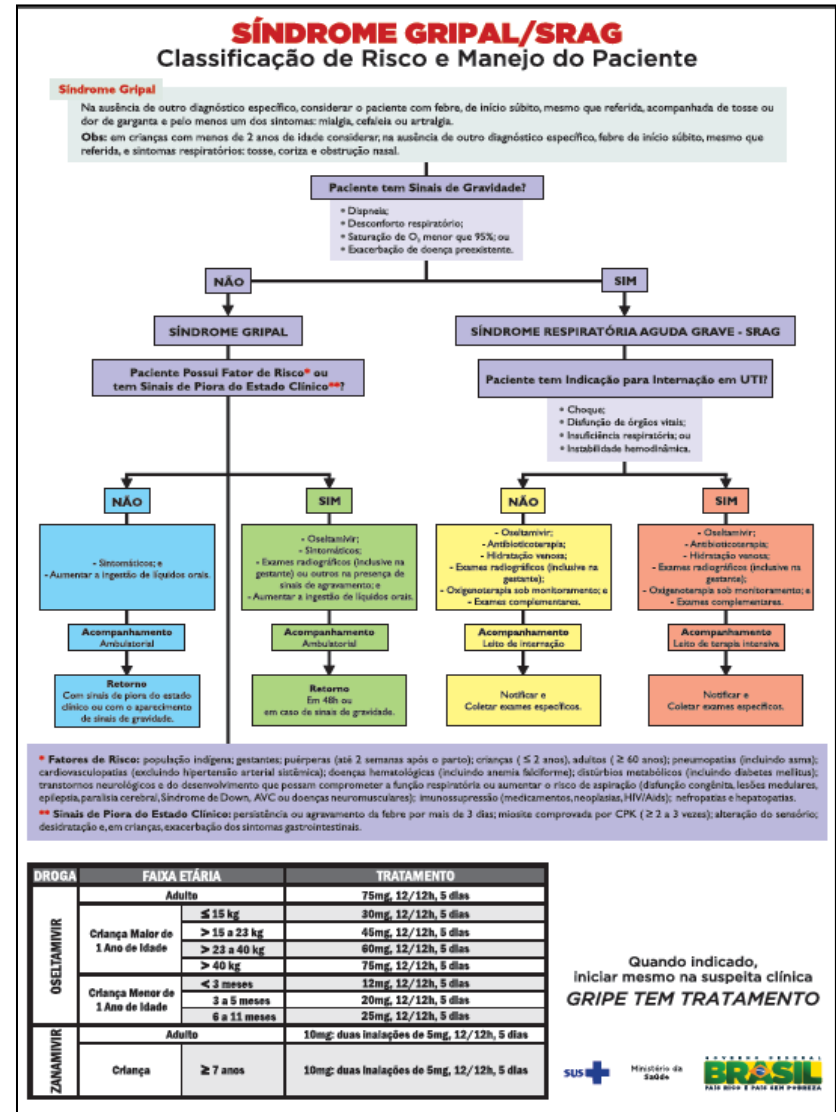 SÍNDROME GRIPAL/SRAG
Classificação de Risco e Manejo do Paciente
Síndrome Gripal
Na ausência de outro diagnóstico específico, considerar o paciente com febre, de início súbito, mesmo que referida, acompanhada de tosse ou
dor de garganta e pelo menos um dos sintomas: mialgia, cefaleia ou artralgia.
Obs: em crianças com menos de 2 anos de idade considerar, na ausência de outro diagnóstico específico, febre de início súbito, mesmo que
referida, e sintomas respiratórios: tosse, coriza e obstrução nasal.
Paciente tem Sinais de Gravidade?
• Dispneia;
• Desconforto respiratório;
• Saturação de O₂ menor que 95%; ou
• Exacerbação de doença preexistente.
NÃO
SIM
SÍNDROME GRIPAL
SÍNDROME RESPIRATÓRIA AGUDA GRAVE - SRAG
Paciente Possui Fator de Risco* ou
tem Sinais de Piora do Estado Clínico**?
Paciente tem Indicação para Internação em UTI?
• Choque;
• Disfunção de órgãos vitais;
• Insuficiência respiratória; ou
• Instabilidade hemodinâmica.
NÃO
SIM
NÃO
SIM
- Sintomáticos; e
- Aumentar a ingestão de líquidos orais.
- Oseltamivir;
- Sintomáticos;
- Exames radiográficos (inclusive na
gestante) ou outros na presença de
sinais de agravamento; e
- Aumentar a ingestão de líquidos orais.
- Oseltamivir;
- Antibioticoterapia;
- Hidratação venosa;
- Exames radiográficos (inclusive na
gestante);
- Oxigenoterapia sob monitoramento; e
- Exames complementares.
- Oseltamivir;
- Antibioticoterapia;
- Hidratação venosa;
- Exames radiográficos (inclusive na
gestante);
- Oxigenoterapia sob monitoramento; e
- Exames complementares.
Acompanhamento
Ambulatorial
Acompanhamento
Ambulatorial
Acompanhamento
Leito de internação
Acompanhamento
Leito de terapia intensiva
Retorno
Com sinais de piora do estado
clínico ou com o aparecimento
de sinais de gravidade.
Retorno
Em 48h ou
em caso de sinais de gravidade.
Notificar e
Coletar exames específicos.
Notificar e
Coletar exames específicos.
* Fatores de Risco: população indígena; gestantes; puérperas (até 2 semanas após o parto); crianças (≤ 2 anos), adultos (≥ 60 anos); pneumopatias (incluindo asma);
cardiovasculopatias (excluindo hipertensão arterial sistêmica); doenças hematológicas (incluindo anemia falciforme); distúrbios metabólicos (incluindo diabetes mellitus);
transtornos neurológicos e do desenvolvimento que possam comprometer a função respiratória ou aumentar o risco de aspiração (disfunção congênita, lesões medulares,
epilepsia, paralisia cerebral, Síndrome de Down, AVC ou doenças neuromusculares); imunossupressão (medicamentos, neoplasias, HIV/Aids); nefropatias e hepatopatias.
** Sinais de Piora do Estado Clínico: persistência ou agravamento da febre por mais de 3 dias; miosite comprovada por CPK (≥ 2 a 3 vezes); alteração do sensório;
desidratação e, em crianças, exacerbação dos sintomas gastrointestinais.
DROGA FAIXA ETÁRIA TRATAMENTO
OSELTAMIVIR
Adulto 75mg, 12/12h, 5 dias
Criança Maior de
1 Ano de Idade
≤ 15 kg 30mg, 12/12h, 5 dias
> 15 a 23 kg 45mg, 12/12h, 5 dias
> 23 a 40 kg 60mg, 12/12h, 5 dias
> 40 kg 75mg, 12/12h, 5 dias
Criança Menor de
1 Ano de Idade
< 3 meses 12mg, 12/12h, 5 dias
3 a 5 meses 20mg, 12/12h, 5 dias
6 a 11 meses 25mg, 12/12h, 5 dias
ZANAMIVIR
Adulto 10mg: duas inalações de 5mg, 12/12h, 5 dias
Criança ≥ 7 anos 10mg: duas inalações de 5mg, 12/12h, 5 dias
Quando indicado,
iniciar mesmo na suspeita clínica
GRIPE TEM TRATAMENTO
SUS
Ministério da
Saúde
GOVERNO FEDERAL
BRASIL
PAÍS RICO É PAÍS SEM POBREZA